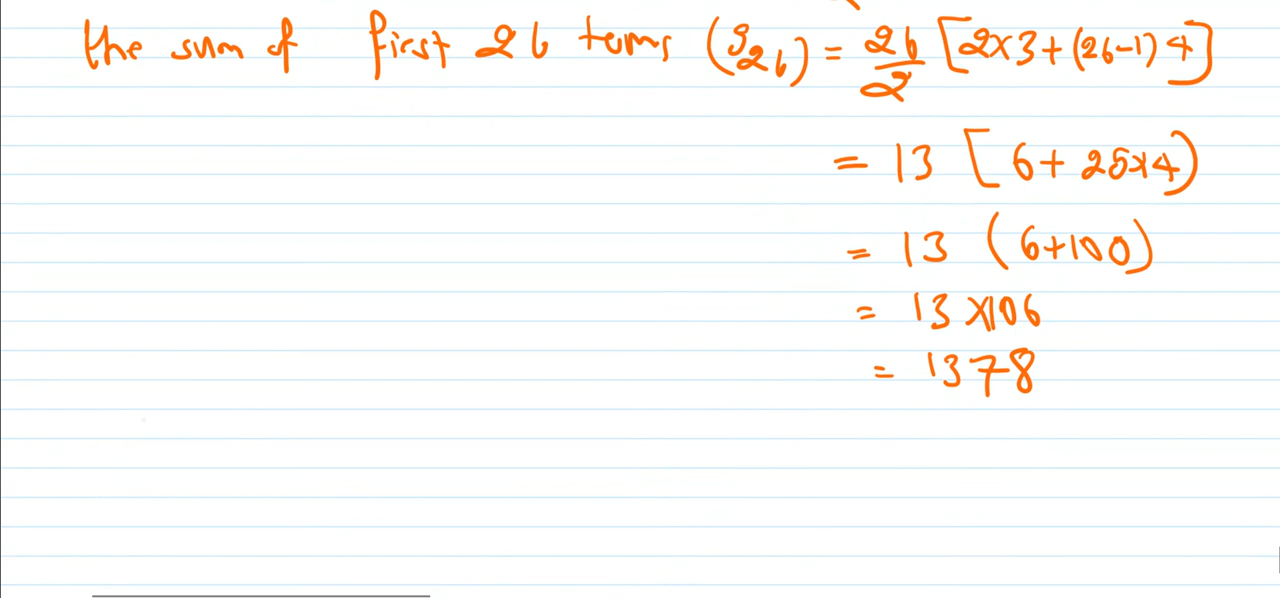 the sum of first 26 terms (S₂₆) = 26/2 [2×3+(26-1)4]
= 13 [6+25×4)
= 13 (6+100)
= 13×106
= 1378